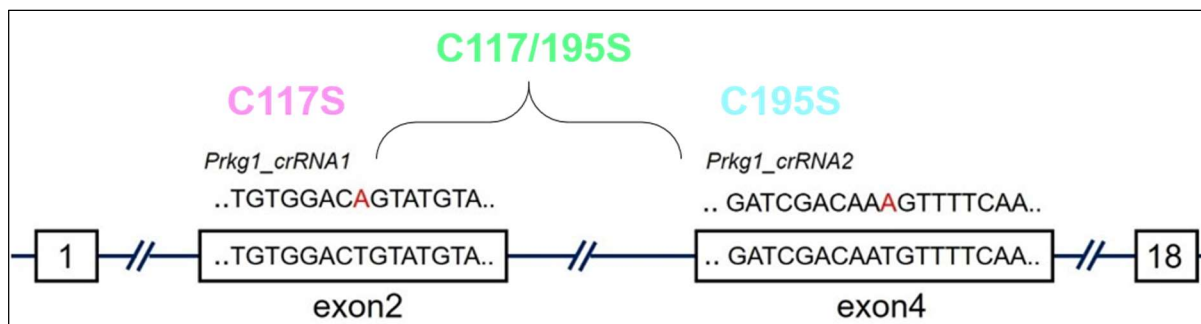 C117/195S
C117S
C195S
Prkg1_crRNA1
Prkg1_crRNA2
..TGTGGACAGTATGTA..
.. GATCGACAAAGTTTTCAA..
1
..TGTGGACTGTATGTA..
.. GATCGACAATGTTTTCAA..
18
exon2
exon4